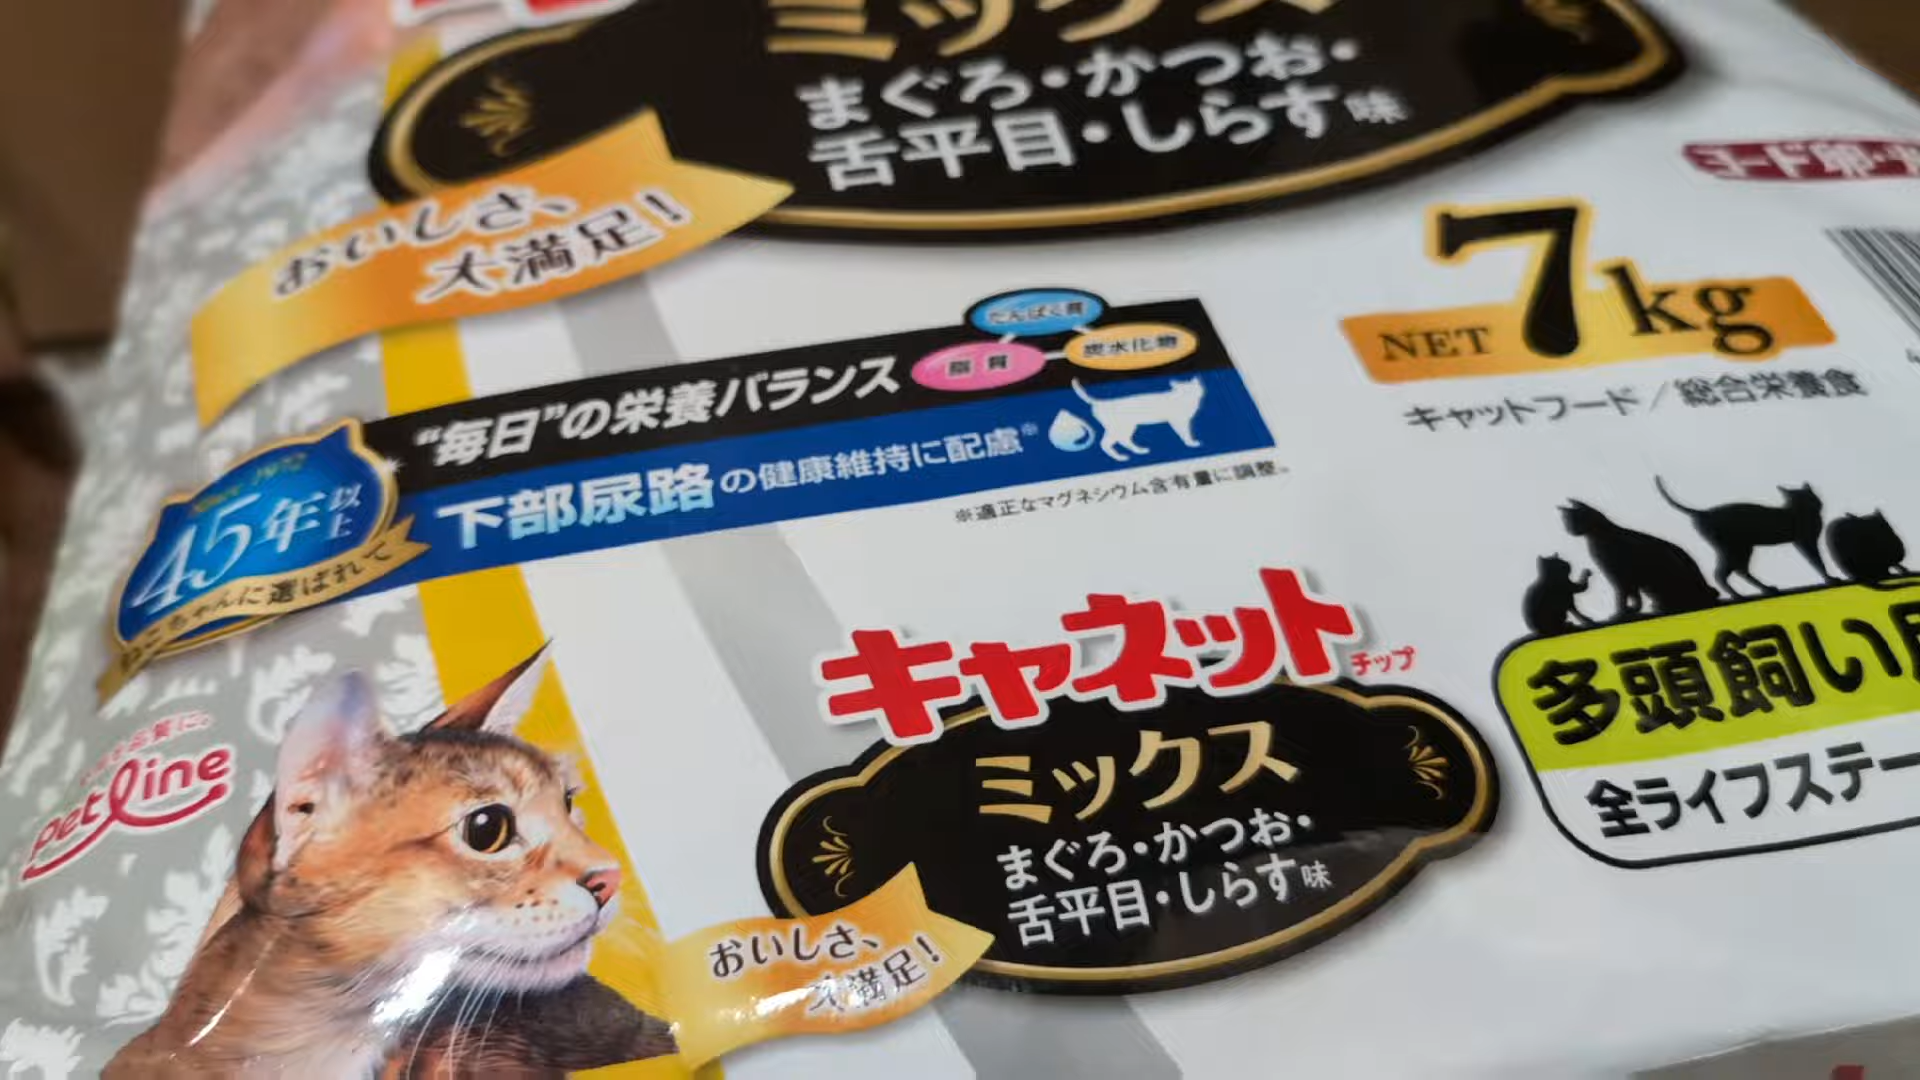 ミックス
まぐろ・かつお・
舌平目・しらす味
おいしさ、
大満足!
NET 7kg
キャットフード/総合栄養食
たんぱく質
脂質
炭水化物
"毎日"の栄養バランス
下部尿路の健康維持に配慮※
※適正なマグネシウム含有量に調整。
since 1972
45年以上
ねこちゃんに選ばれて
petline
キャネット
チップ
ミックス
まぐろ・かつお・
舌平目・しらす味
おいしさ、
大満足!
多頭飼い
全ライフステー